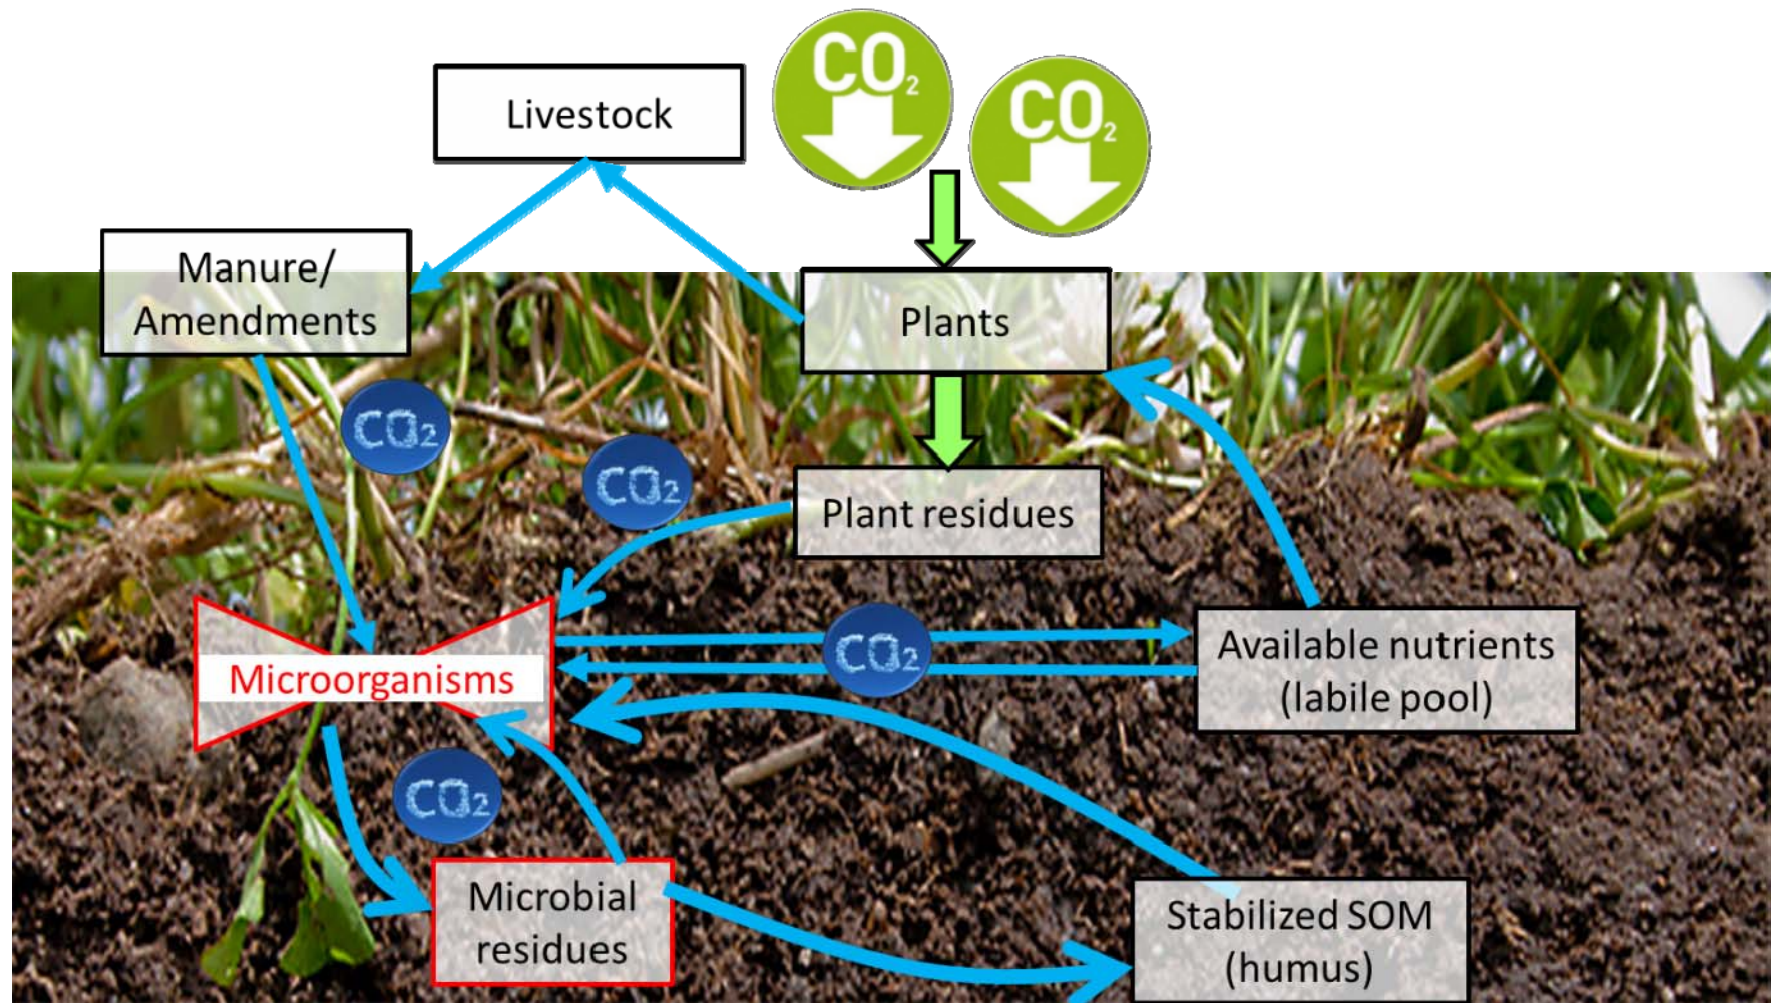 CO₂
CO₂
Livestock
Manure/
Amendments
Plants
CO₂
CO₂
Plant residues
Microorganisms
CO₂
Available nutrients
(labile pool)
CO₂
Microbial
residues
Stabilized SOM
(humus)